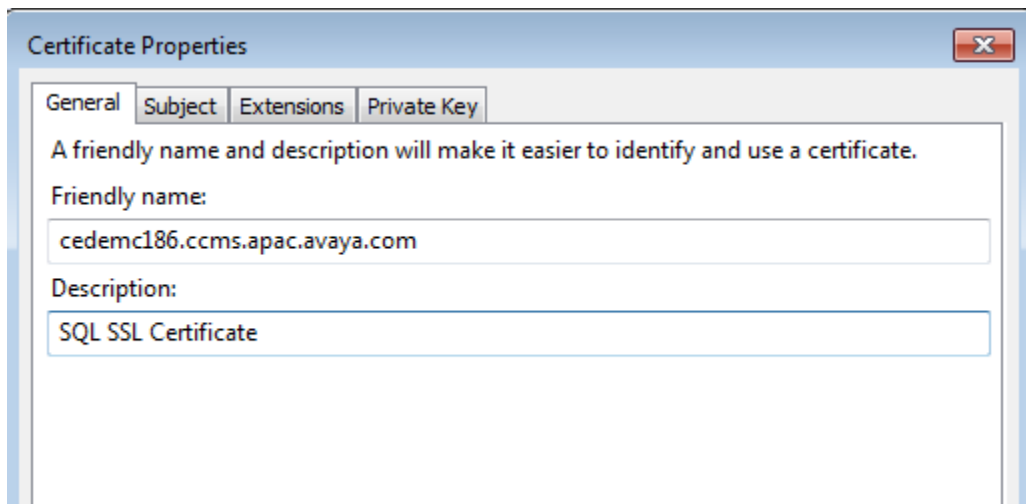 Certificate Properties
General Subject Extensions Private Key
A friendly name and description will make it easier to identify and use a certificate.
Friendly name:
cedemc186.ccms.apac.avaya.com
Description:
SQL SSL Certificate